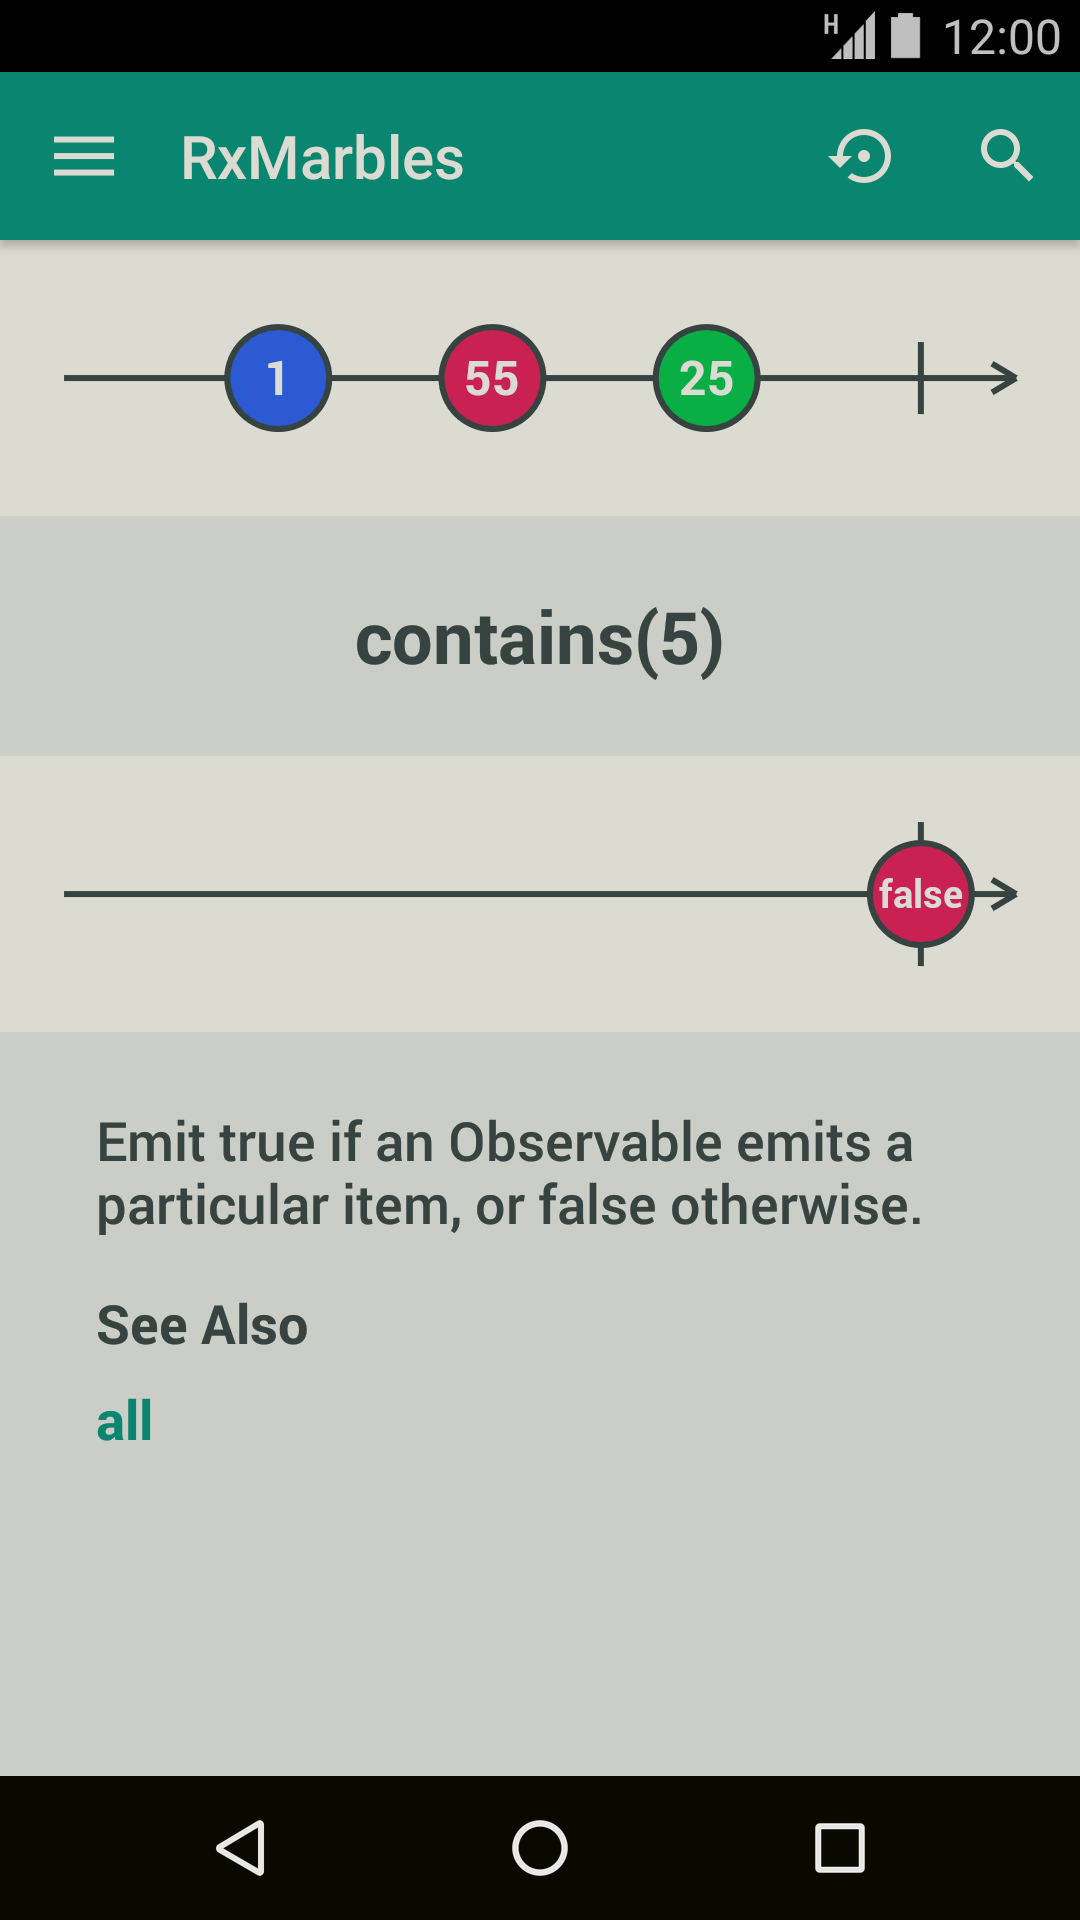 H 12:00
RxMarbles
1 55 25
contains(5)
false
Emit true if an Observable emits a
particular item, or false otherwise.
See Also
all